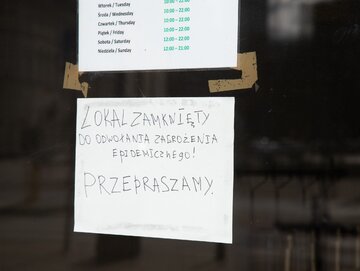 Wtorek / Tuesday 10:00 – 22:00
Środa / Wednesday 10:00 – 22:00
Czwartek / Thursday 10:00 – 22:00
Piątek / Friday 10:00 – 22:00
Sobota / Saturday 12:00 – 22:00
Niedziela / Sunday 12:00 – 21:00
LOKAL ZAMKNIĘTY
DO ODWOŁANIA ZAGROŻENIA
EPIDEMICZNEGO!
PRZEPRASZAMY.